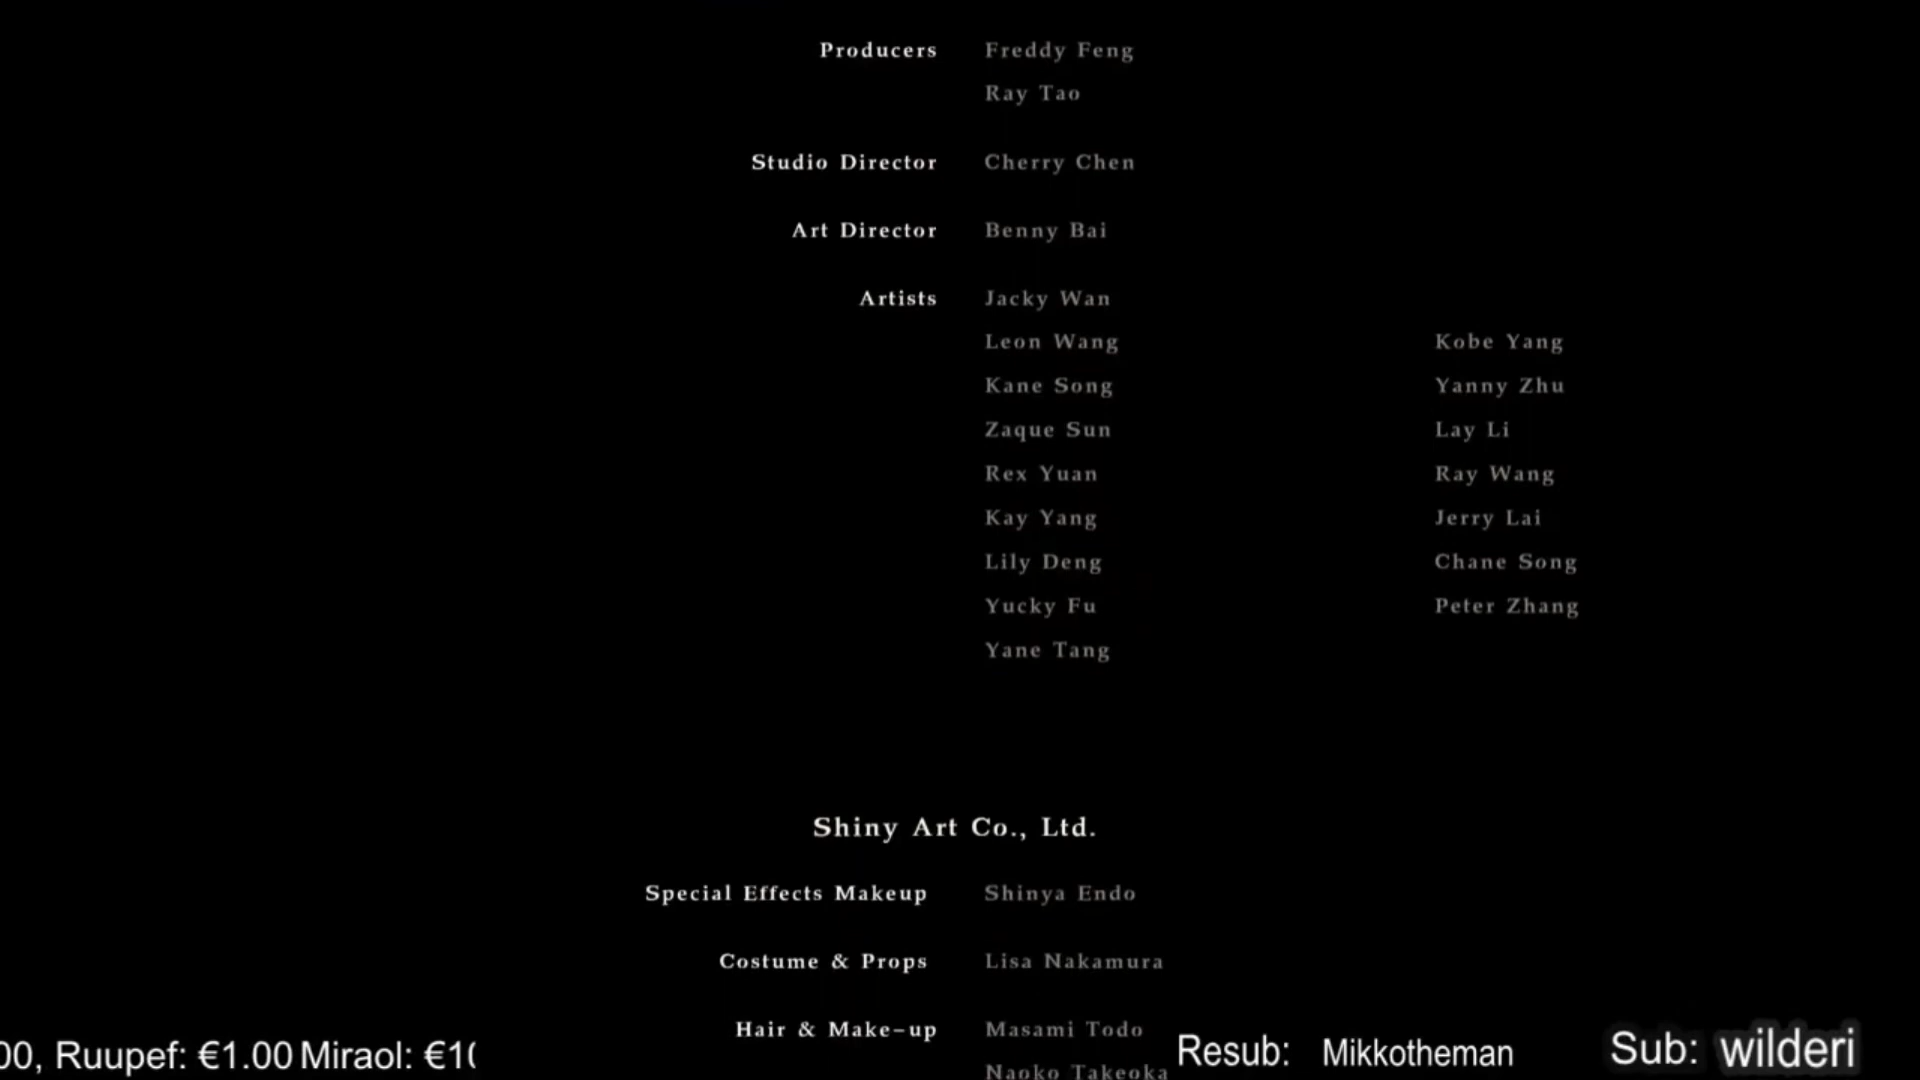 Producers Freddy Feng
Ray Tao
Studio Director Cherry Chen
Art Director Benny Bai
Artists Jacky Wan
Leon Wang Kobe Yang
Kane Song Yanny Zhu
Zaque Sun Lay Li
Rex Yuan Ray Wang
Kay Yang Jerry Lai
Lily Deng Chane Song
Yucky Fu Peter Zhang
Yane Tang
Shiny Art Co., Ltd.
Special Effects Makeup Shinya Endo
Costume & Props Lisa Nakamura
Hair & Make-up Masami Todo
Naoko Takeoka
00, Ruupef: €1.00 Miraol: €10 Resub: Mikkotheman Sub: wilderi